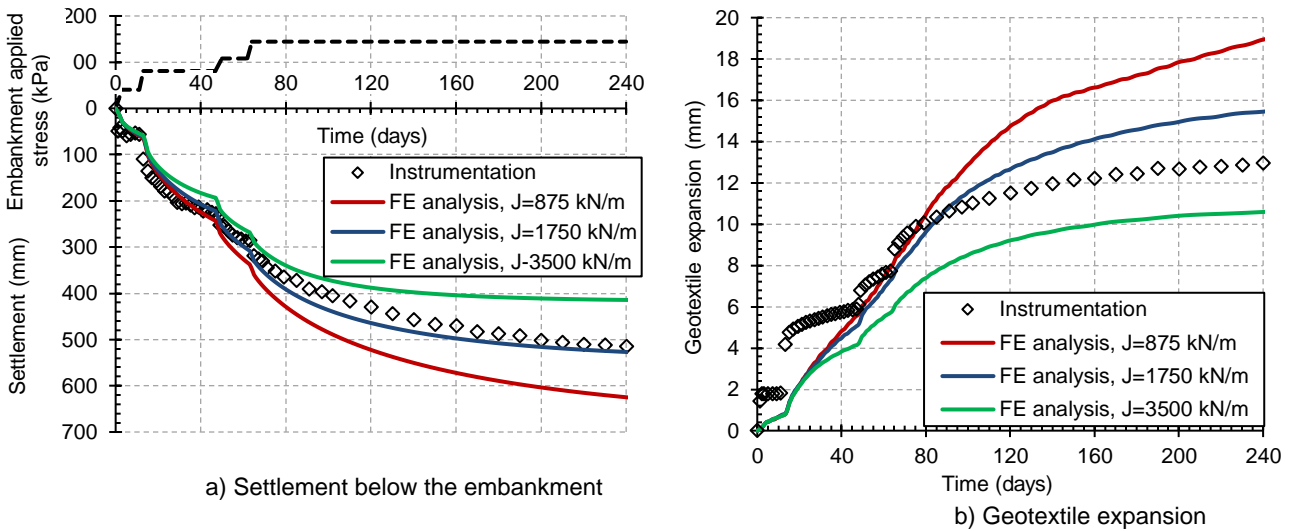 200
00
0
100
200
300
400
500
600
700
0 40 80 120 160 200 240
Embankment applied
stress (kPa)
Settlement (mm)
Time (days)
Instrumentation
FE analysis, J=875 kN/m
FE analysis, J=1750 kN/m
FE analysis, J-3500 kN/m
a) Settlement below the embankment
20
18
16
14
12
10
8
6
4
2
0
0 40 80 120 160 200 240
Geotextile expansion (mm)
Instrumentation
FE analysis, J=875 kN/m
FE analysis, J=1750 kN/m
FE analysis, J=3500 kN/m
Time (days)
b) Geotextile expansion